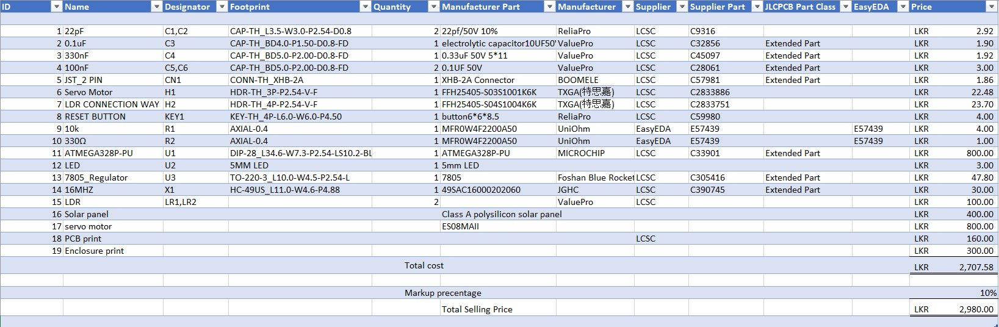 ID Name Designator Footprint Quantity Manufacturer Part Manufacturer Supplier Supplier Part JLCPCB Part Class EasyEDA Price
1 22pF C1,C2 CAP-TH_L3.5-W3.0-P2.54-D0.8 2 22pf/50V 10% ReliaPro LCSC C9316 LKR 2.92
2 0.1uF C3 CAP-TH_BD4.0-P1.50-D0.8-FD 1 electrolytic capacitor10UF50V ValuePro LCSC C32856 Extended Part LKR 1.90
3 330nF C4 CAP-TH_BD5.0-P2.00-D0.8-FD 1 0.33uF 50V 5*11 ValuePro LCSC C45097 Extended Part LKR 1.92
4 100nF C5,C6 CAP-TH_BD5.0-P2.00-D0.8-FD 2 0.1UF 50V ValuePro LCSC C28061 Extended Part LKR 3.00
5 JST_2 PIN CN1 CONN-TH_XHB-2A 1 XHB-2A Connector BOOMELE LCSC C57981 Extended Part LKR 1.86
6 Servo Motor H1 HDR-TH_3P-P2.54-V-F 1 FFH25405-S03S1001K6K TXGA(特思嘉) LCSC C2833886 LKR 22.48
7 LDR CONNECTION WAY H2 HDR-TH_4P-P2.54-V-F 1 FFH25405-S04S1004K6K TXGA(特思嘉) LCSC C2833751 LKR 23.70
8 RESET BUTTON KEY1 KEY-TH_4P-L6.0-W6.0-P4.50 1 button6*6*8.5 ReliaPro LCSC C59980 LKR 4.00
9 10k R1 AXIAL-0.4 1 MFR0W4F2200A50 UniOhm EasyEDA E57439 E57439 LKR 4.00
10 330Ω R2 AXIAL-0.4 1 MFR0W4F2200A50 UniOhm EasyEDA E57439 E57439 LKR 1.00
11 ATMEGA328P-PU U1 DIP-28_L34.6-W7.3-P2.54-LS10.2-BL 1 ATMEGA328P-PU MICROCHIP LCSC C33901 Extended Part LKR 800.00
12 LED U2 5MM LED 1 5mm LED LKR 3.00
13 7805_Regulator U3 TO-220-3_L10.0-W4.5-P2.54-L 1 7805 Foshan Blue Rocket LCSC C305416 Extended Part LKR 47.80
14 16MHZ X1 HC-49US_L11.0-W4.6-P4.88 1 49SAC16000202060 JGHC LCSC C390745 Extended Part LKR 30.00
15 LDR LR1,LR2 2 ValuePro LCSC LKR 100.00
16 Solar panel Class A polysilicon solar panel LKR 400.00
17 servo motor ES08MAII LKR 800.00
18 PCB print LCSC LKR 160.00
19 Enclosure print LKR 300.00
Total cost LKR 2,707.58
Markup precentage 10%
Total Selling Price LKR 2,980.00